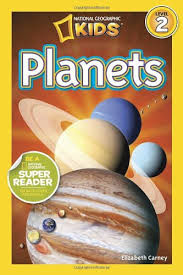 NATIONAL GEOGRAPHIC
KiDS
LEVEL
2
Planets
BE A
NATIONAL GEOGRAPHIC
SUPER
READER
Elizabeth Carney